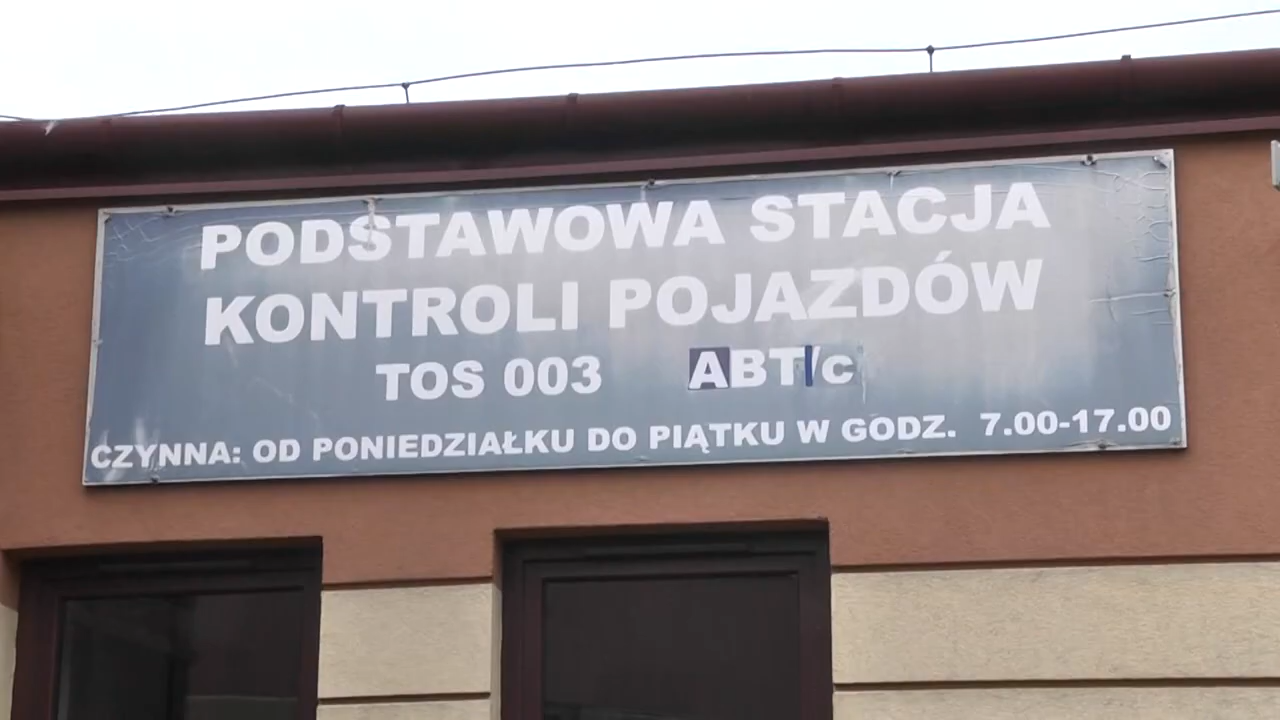 PODSTAWOWA STACJA
KONTROLI POJAZDÓW
TOS 003 ABT/c
CZYNNA: OD PONIEDZIAŁKU DO PIĄTKU W GODZ. 7.00-17.00